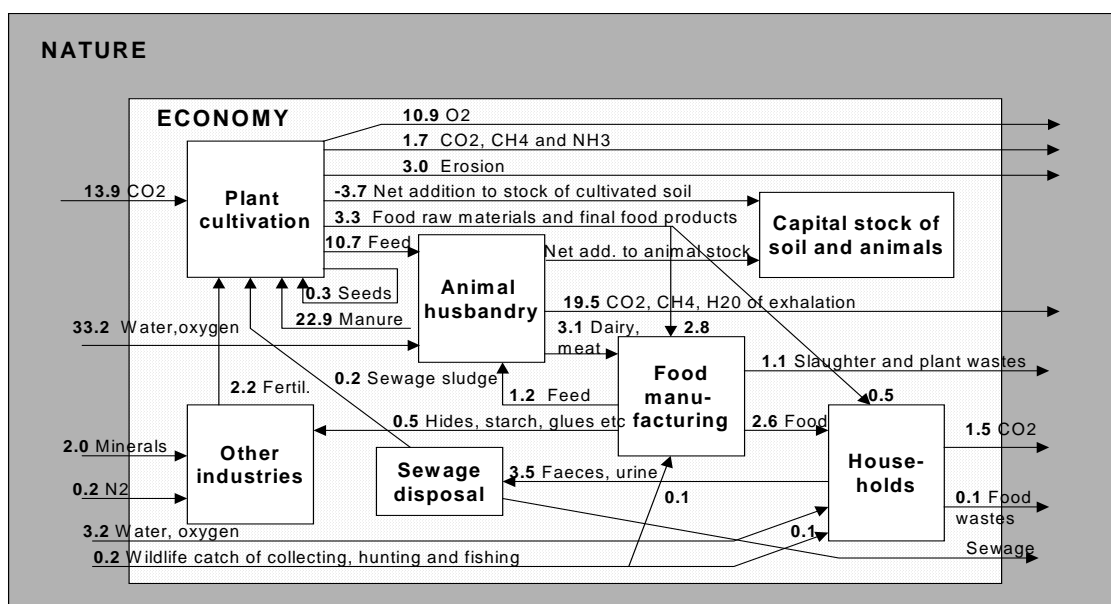 NATURE
ECONOMY
10.9 O2
1.7 CO2, CH4 and NH3
3.0 Erosion
13.9 CO2
Plant
cultivation
-3.7 Net addition to stock of cultivated soil
3.3 Food raw materials and final food products
Capital stock of
soil and animals
10.7 Feed
Net add. to animal stock
Animal
husbandry
0.3 Seeds
19.5 CO2, CH4, H20 of exhalation
22.9 Manure
33.2 Water,oxygen
3.1 Dairy,
meat
2.8
1.1 Slaughter and plant wastes
0.2 Sewage sludge
2.2 Fertil.
1.2 Feed
Food
manu-
facturing
0.5
0.5 Hides, starch, glues etc
2.6 Food
1.5 CO2
2.0 Minerals
Other
industries
Sewage
disposal
3.5 Faeces, urine
House-
holds
0.2 N2
0.1
0.1 Food
wastes
3.2 Water, oxygen
0.1
Sewage
0.2 Wildlife catch of collecting, hunting and fishing